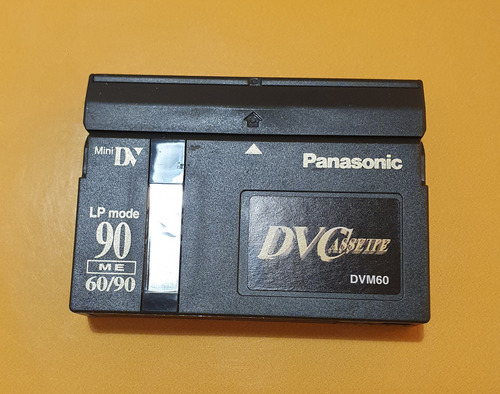 Mini DV
Panasonic
LP mode
90
ME
60/90
DVCASSETTE
DVM60